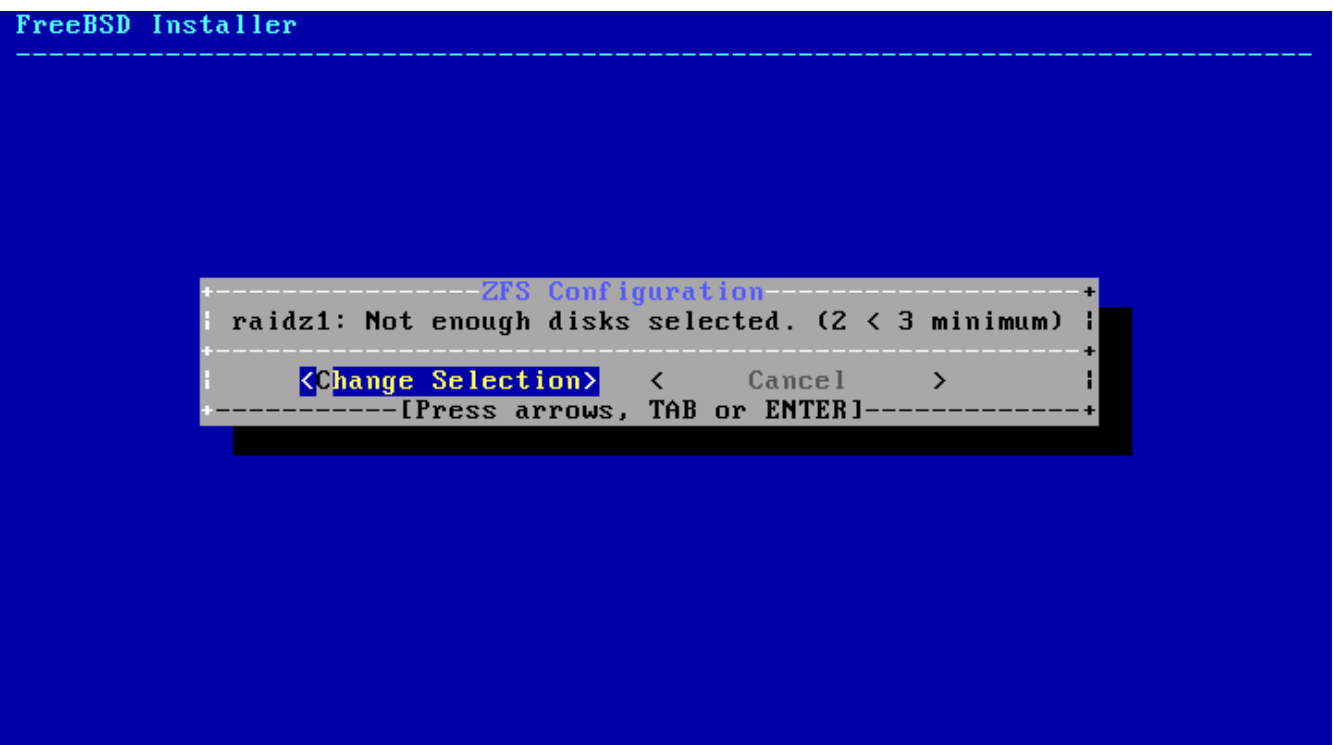 FreeBSD Installer
ZFS Configuration
raidz1: Not enough disks selected. (2 < 3 minimum)
<Change Selection> < Cancel >
[Press arrows, TAB or ENTER]